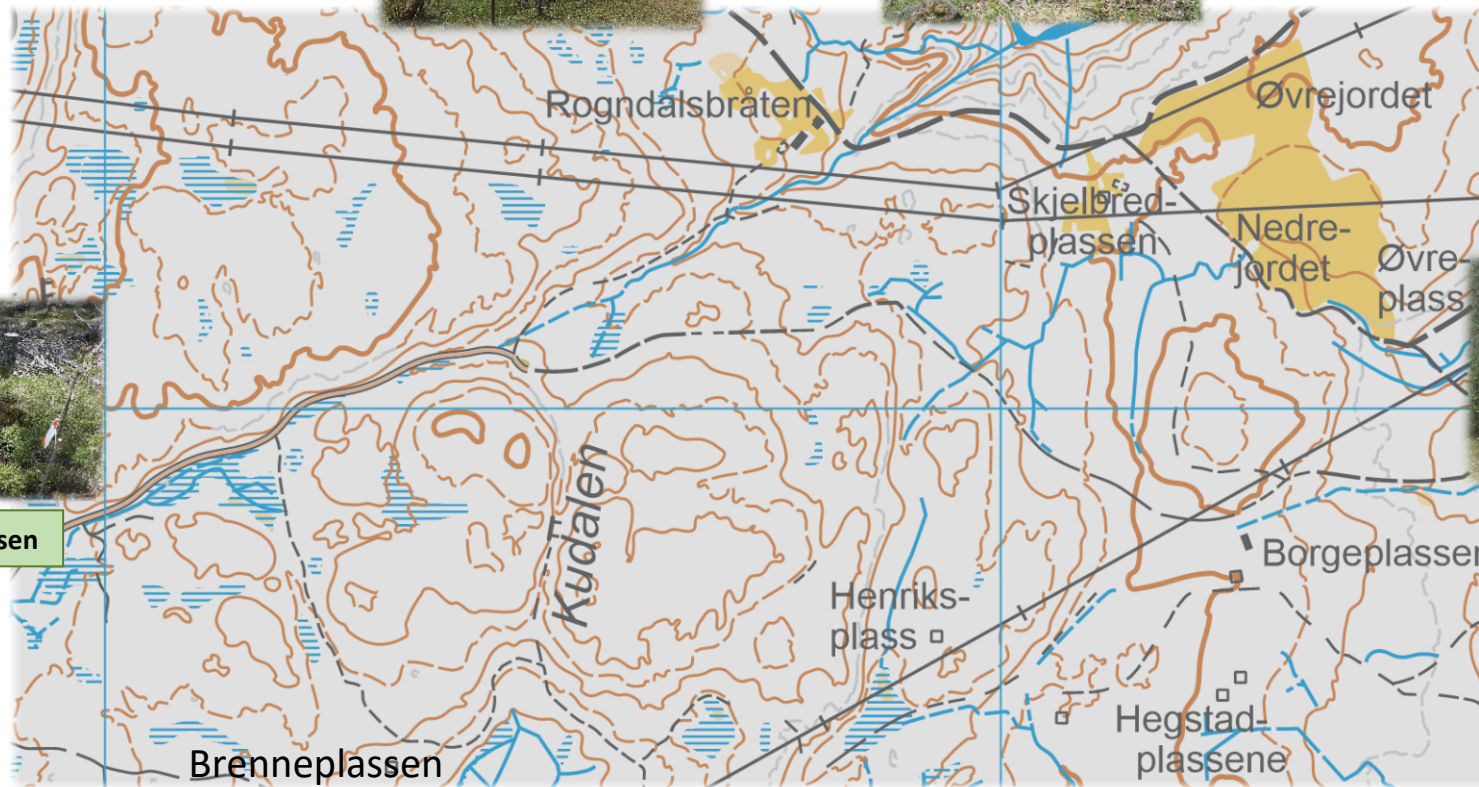 Rogndalsbråten
Øvrejordet
Skjelbred-
plassen
Nedre-
jordet
Øvre-
plass
sen
Kudalen
Borgeplassen
Henriks-
plass
Hegstad-
plassene
Brenneplassen